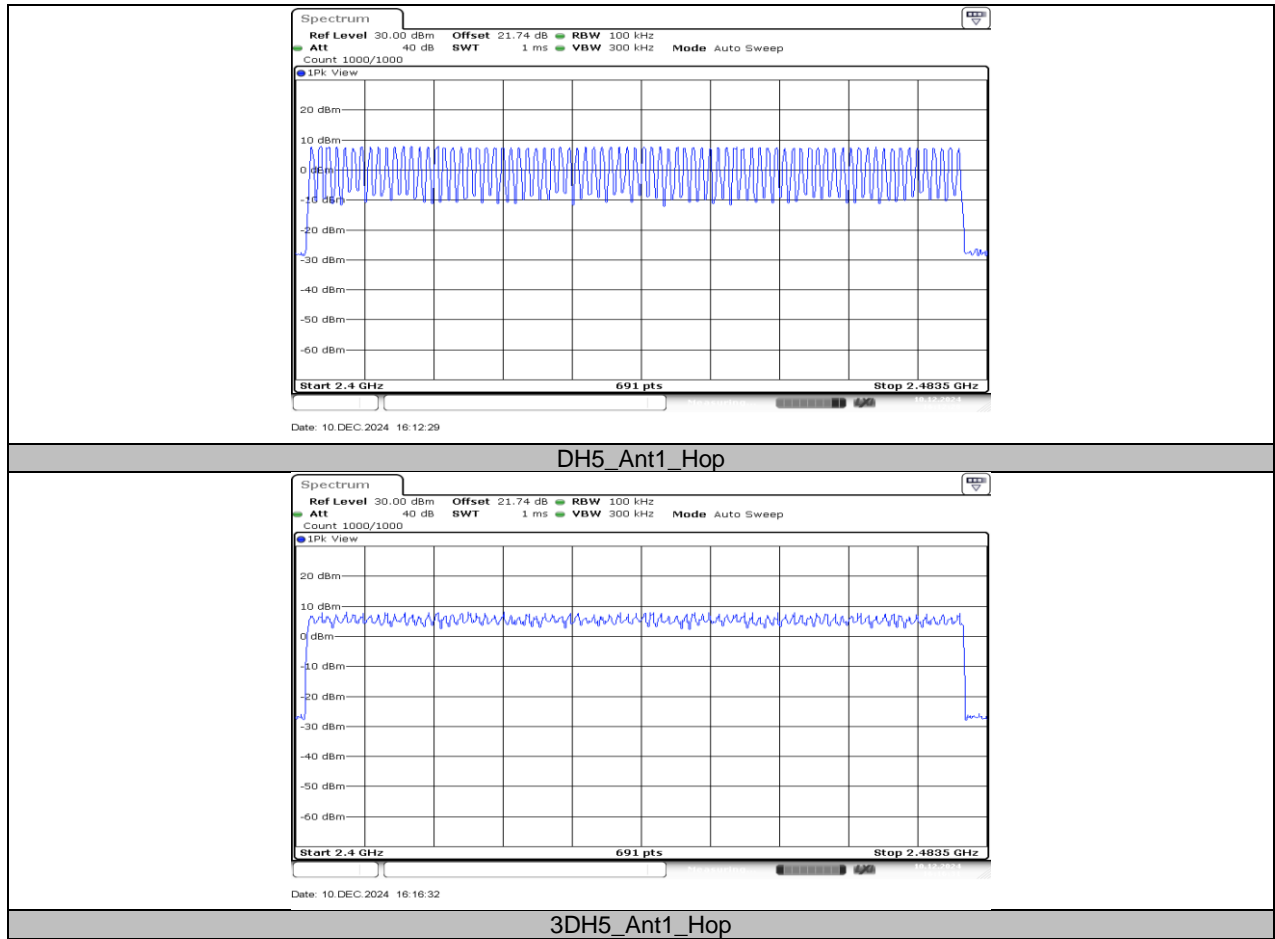 Spectrum
Ref Level 30.00 dBm Offset 21.74 dB RBW 100 kHz
Att 40 dB SWT 1 ms VBW 300 kHz Mode Auto Sweep
Count 1000/1000
1Pk View
20 dBm
10 dBm
0 dBm
-10 dBm
-20 dBm
-30 dBm
-40 dBm
-50 dBm
-60 dBm
Start 2.4 GHz 691 pts Stop 2.4835 GHz
Date: 10.DEC.2024 16:12:29
DH5_Ant1_Hop
Spectrum
Ref Level 30.00 dBm Offset 21.74 dB RBW 100 kHz
Att 40 dB SWT 1 ms VBW 300 kHz Mode Auto Sweep
Count 1000/1000
1Pk View
20 dBm
10 dBm
0 dBm
-10 dBm
-20 dBm
-30 dBm
-40 dBm
-50 dBm
-60 dBm
Start 2.4 GHz 691 pts Stop 2.4835 GHz
Date: 10.DEC.2024 16:16:32
3DH5_Ant1_Hop